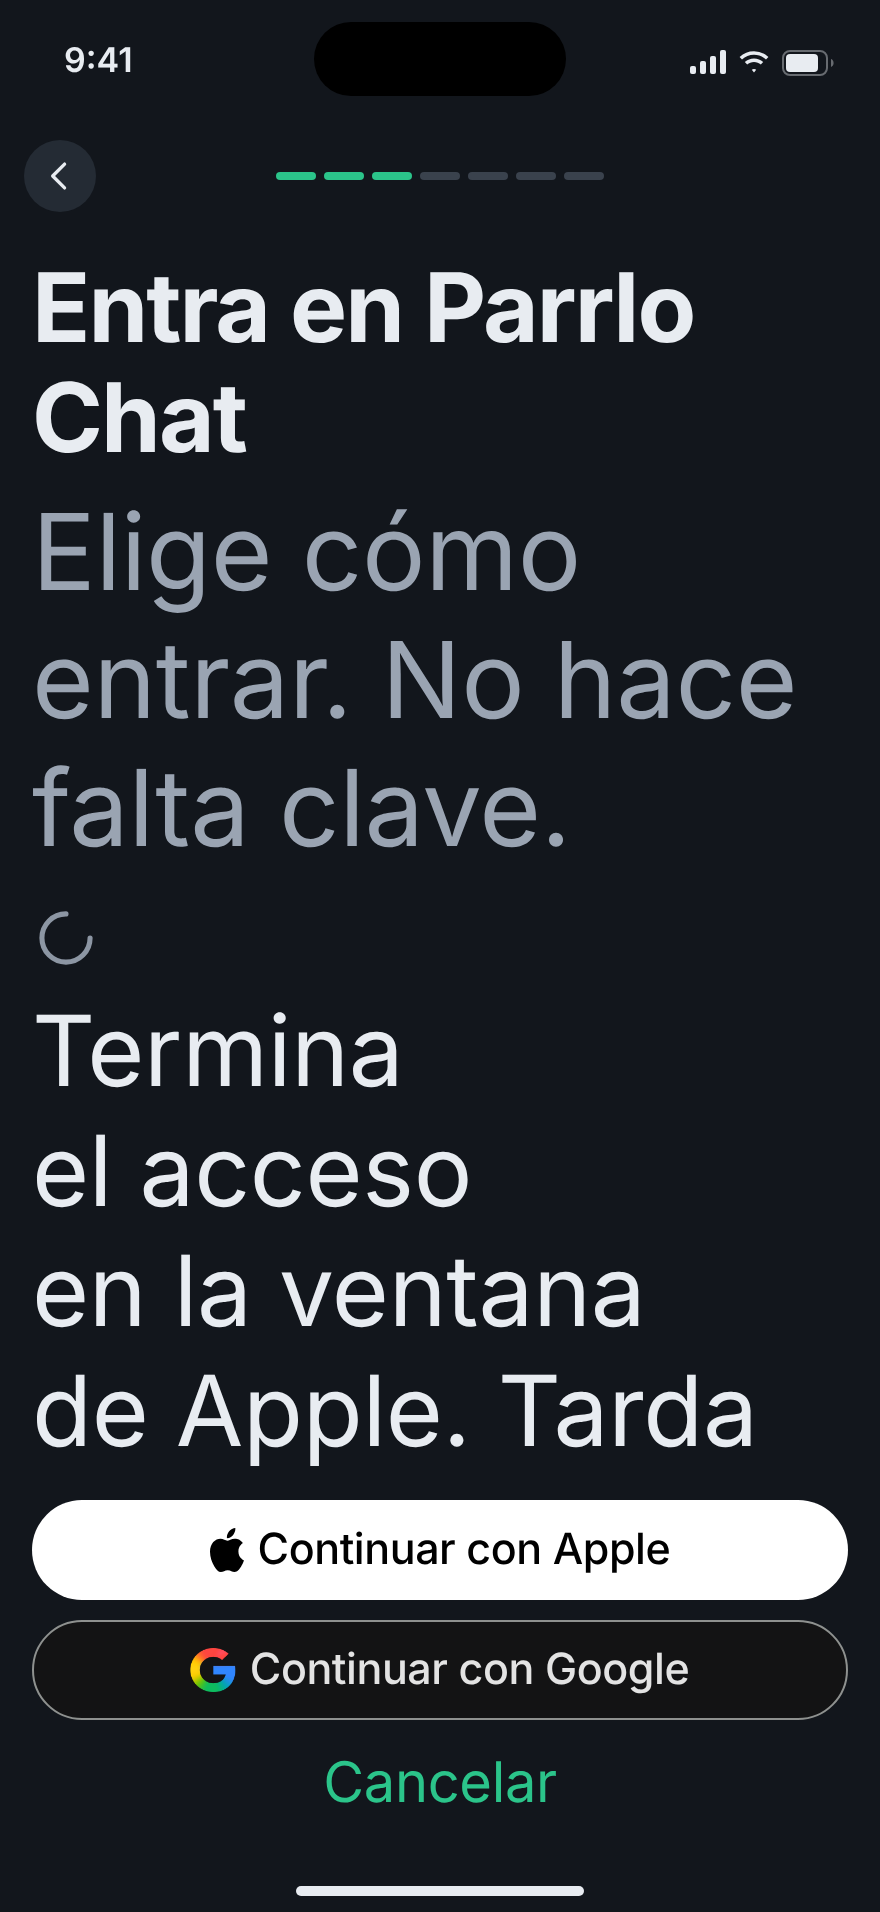 9:41
Entra en Parrlo
Chat
Elige cómo
entrar. No hace
falta clave.
Termina
el acceso
en la ventana
de Apple. Tarda
Continuar con Apple
Continuar con Google
Cancelar